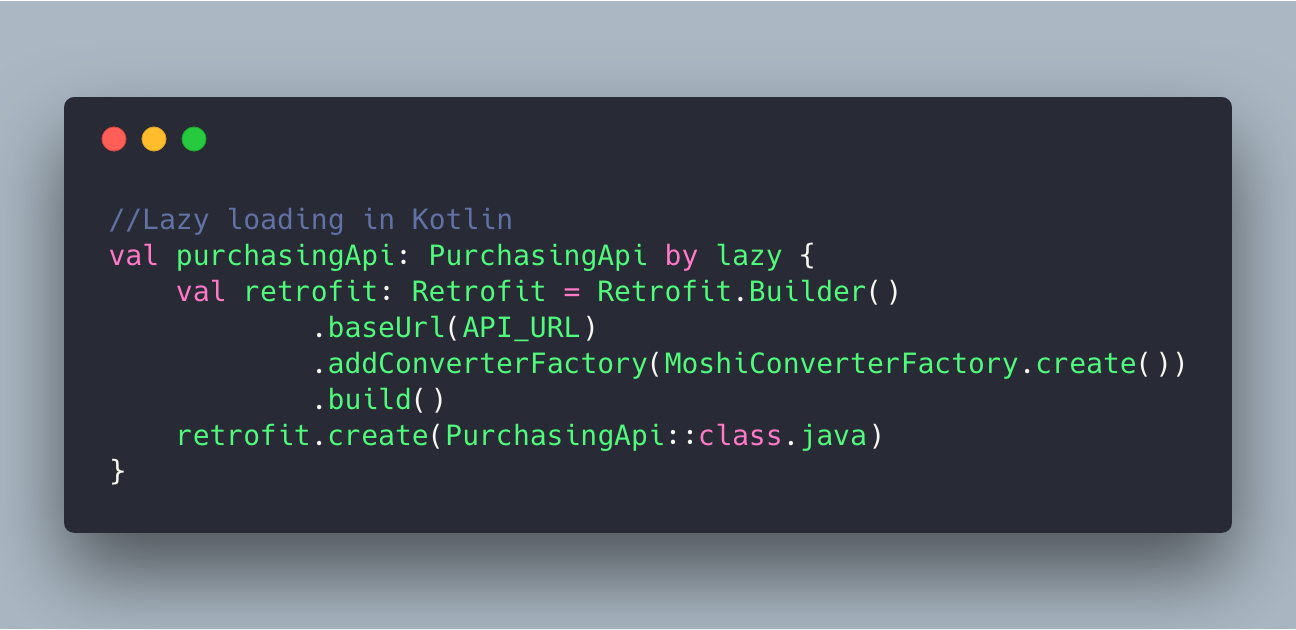 //Lazy loading in Kotlin
val purchasingApi: PurchasingApi by lazy {
    val retrofit: Retrofit = Retrofit.Builder()
            .baseUrl(API_URL)
            .addConverterFactory(MoshiConverterFactory.create())
            .build()
    retrofit.create(PurchasingApi::class.java)
}